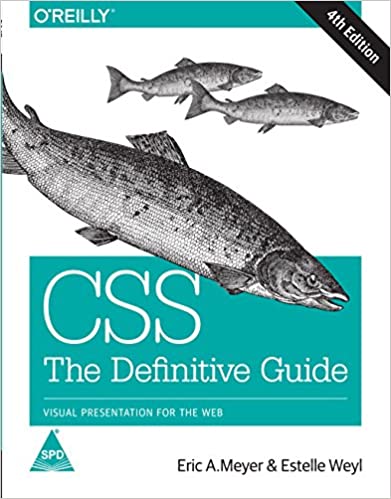 O'REILLY®
4th Edition
CSS
The Definitive Guide
VISUAL PRESENTATION FOR THE WEB
SPD
Eric A.Meyer & Estelle Weyl